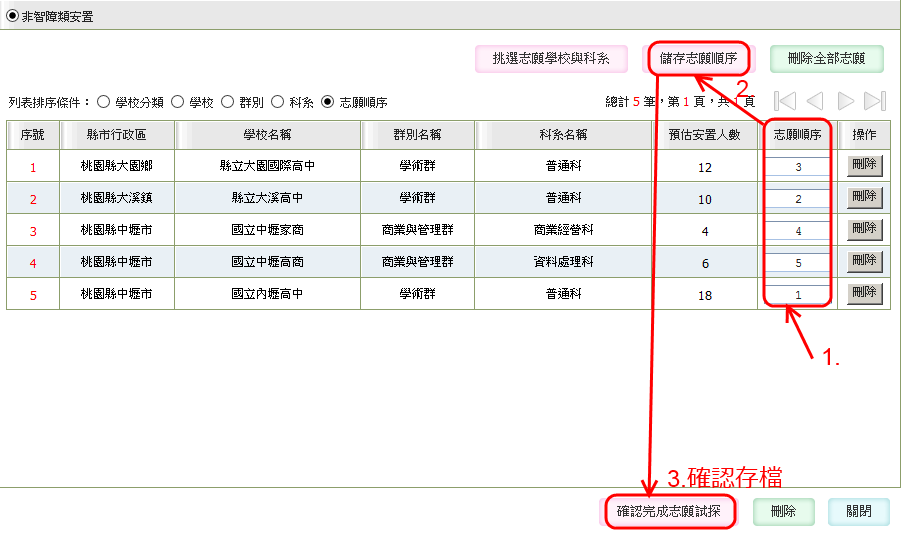 非智障類安置
挑選志願學校與科系 儲存志願順序 刪除全部志願
列表排序條件： 學校分類 學校 群別 科系 志願順序 總計 5 筆，第 1 頁，共 1 頁
2
序號 縣市行政區 學校名稱 群別名稱 科系名稱 預估安置人數 志願順序 操作
1 桃園縣大園鄉 縣立大園國際高中 學術群 普通科 12 3 刪除
2 桃園縣大溪鎮 縣立大溪高中 學術群 普通科 10 2 刪除
3 桃園縣中壢市 國立中壢家商 商業與管理群 商業經營科 4 4 刪除
4 桃園縣中壢市 國立中壢高商 商業與管理群 資料處理科 6 5 刪除
5 桃園縣中壢市 國立內壢高中 學術群 普通科 18 1 刪除
1.
3.確認存檔
確認完成志願試探 刪除 關閉